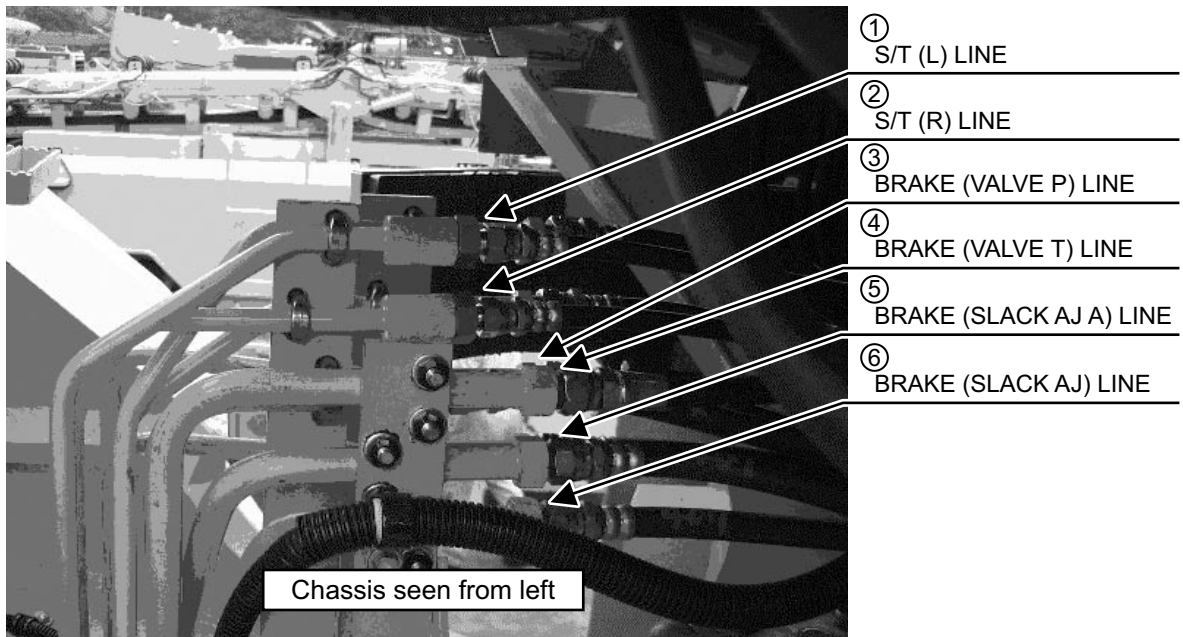 ①
S/T (L) LINE
②
S/T (R) LINE
③
BRAKE (VALVE P) LINE
④
BRAKE (VALVE T) LINE
⑤
BRAKE (SLACK AJ A) LINE
⑥
BRAKE (SLACK AJ) LINE
Chassis seen from left